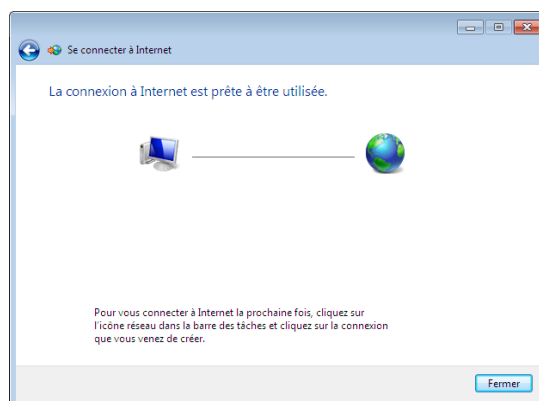 Se connecter à Internet
La connexion à Internet est prête à être utilisée.
Pour vous connecter à Internet la prochaine fois, cliquez sur
l'icône réseau dans la barre des tâches et cliquez sur la connexion
que vous venez de créer.
Fermer